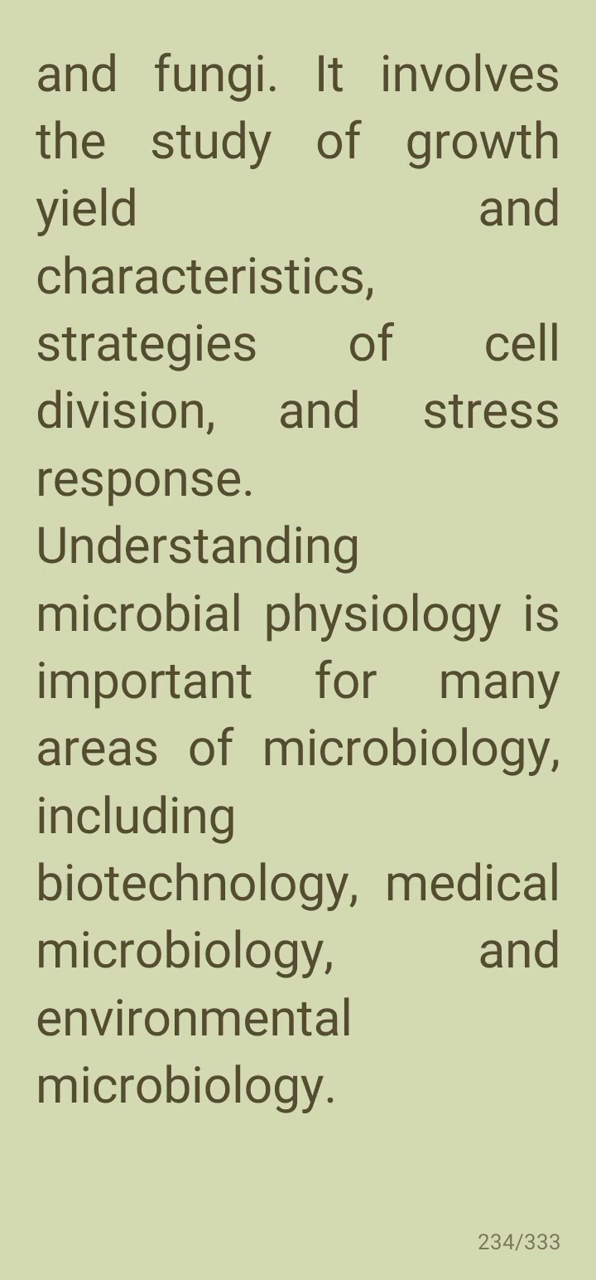 and fungi. It involves
the study of growth
yield and
characteristics,
strategies of cell
division, and stress
response.
Understanding
microbial physiology is
important for many
areas of microbiology,
including
biotechnology, medical
microbiology, and
environmental
microbiology.
234/333